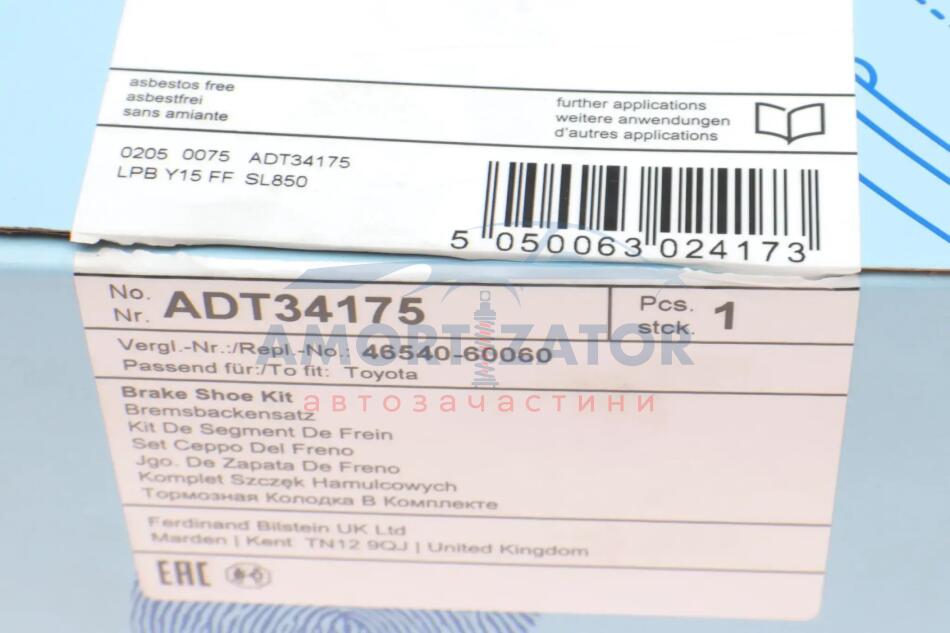 asbestos free
asbestfrei
sans amiante
further applications
weitere anwendungen
d'autres applications
0205 0075 ADT34175
LPB Y15 FF SL850
5 050063 024173
No. ADT34175
Nr.
Pcs. 1
stck.
Vergl.-Nr.:/Repl.-No.: 46540-60060
Passend für:/To fit: Toyota
AMORTIZATOR
автозачастини
Brake Shoe Kit
Bremsbackensatz
Kit De Segment De Frein
Set Ceppo Del Freno
Jgo. De Zapata De Freno
Komplet Szczęk Hamulcowych
Тормозная Колодка В Комплекте
Ferdinand Bilstein UK Ltd
Marden | Kent TN12 9QJ | United Kingdom
EAC